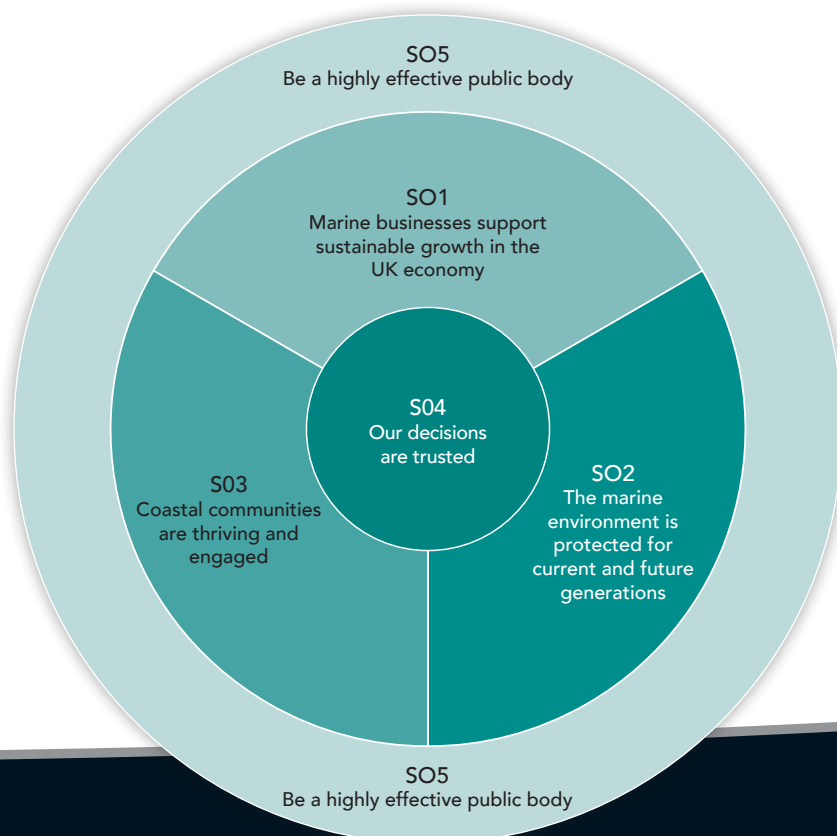 SO5
Be a highly effective public body
SO1
Marine businesses support
sustainable growth in the
UK economy
S04
Our decisions
are trusted
S03
Coastal communities
are thriving and
engaged
SO2
The marine
environment is
protected for
current and future
generations
SO5
Be a highly effective public body